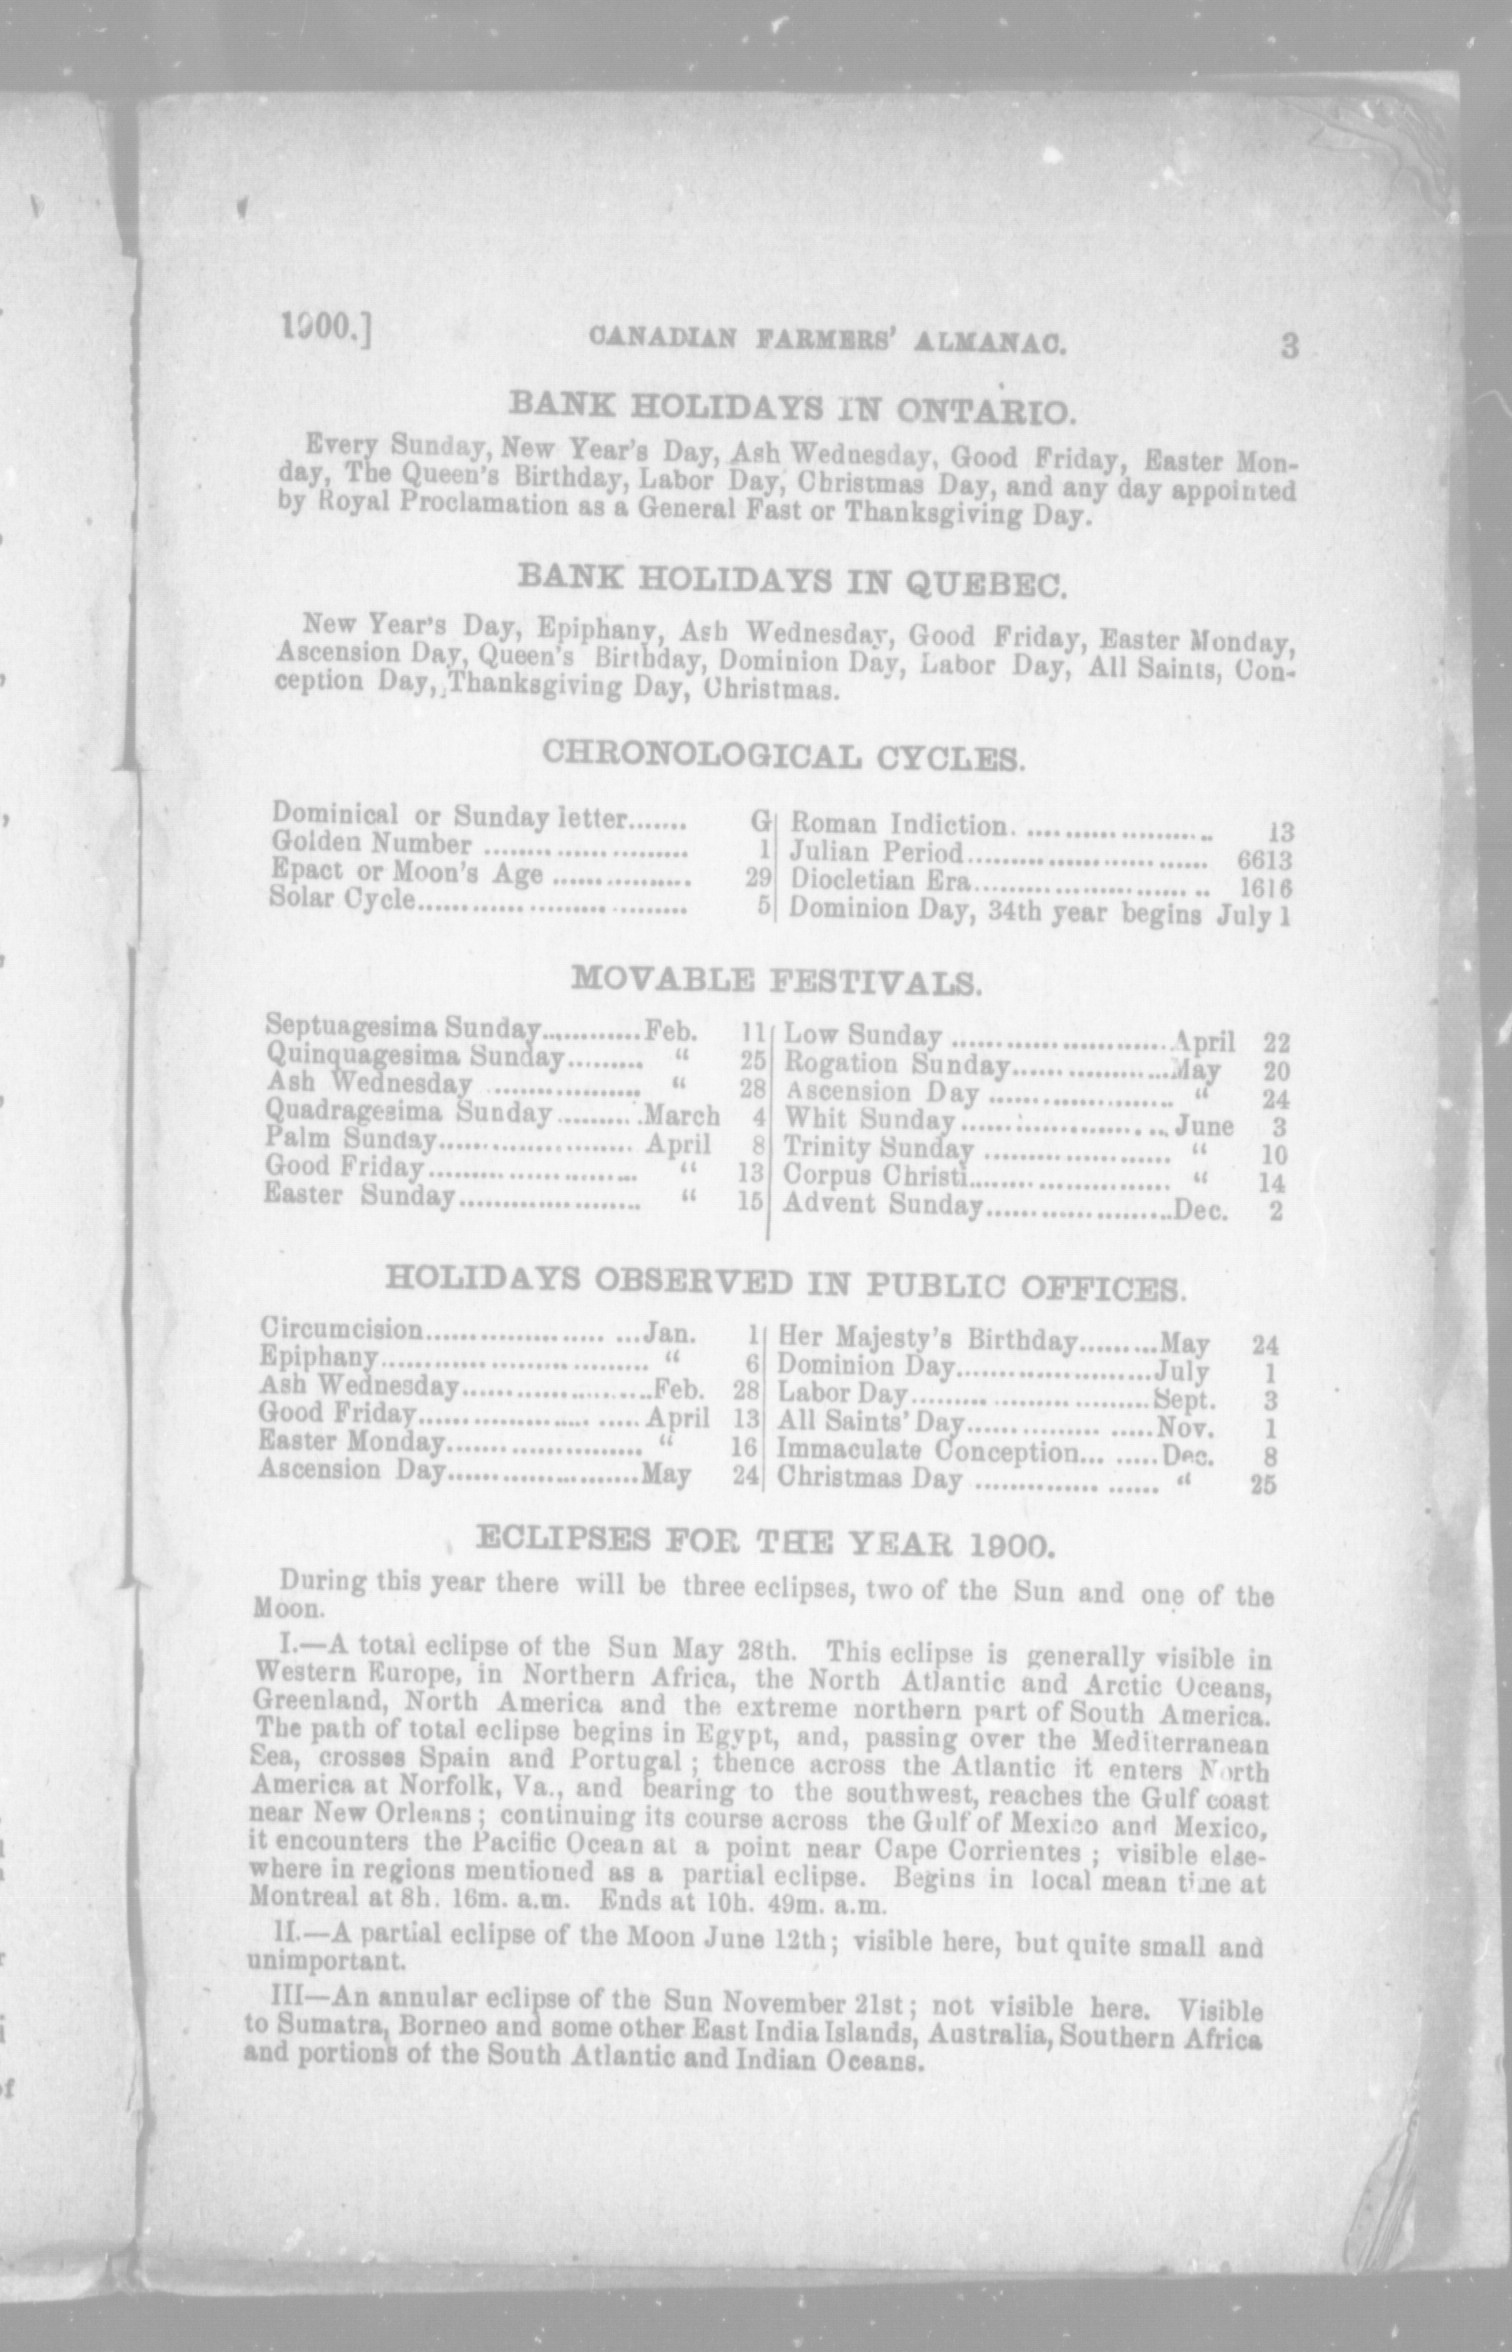 1900.] CANADIAN FARMERS' ALMANAC. 3
BANK HOLIDAYS IN ONTARIO.
Every Sunday, New Year's Day, Ash Wednesday, Good Friday, Easter Mon-
day, The Queen's Birthday, Labor Day, Christmas Day, and any day appointed
by Royal Proclamation as a General Fast or Thanksgiving Day.
BANK HOLIDAYS IN QUEBEC.
New Year's Day, Epiphany, Ash Wednesday, Good Friday, Easter Monday,
Ascension Day, Queen's Birthday, Dominion Day, Labor Day, All Saints, Con-
ception Day, Thanksgiving Day, Christmas.
CHRONOLOGICAL CYCLES.
Dominical or Sunday letter....... G
Golden Number ........................ 1
Epact or Moon's Age ................ 29
Solar Cycle.............................. 5
Roman Indiction. ..................... 13
Julian Period............................ 6613
Diocletian Era........................... 1616
Dominion Day, 34th year begins July 1
MOVABLE FESTIVALS.
Septuagesima Sunday............Feb. 11
Quinquagesima Sunday......... " 25
Ash Wednesday .................. " 28
Quadragesima Sunday..........March 4
Palm Sunday...................... April 8
Good Friday........................ " 13
Easter Sunday..................... " 15
Low Sunday .........................April 22
Rogation Sunday..................May 20
Ascension Day ..................... " 24
Whit Sunday........................June 3
Trinity Sunday ..................... " 10
Corpus Christi....................... " 14
Advent Sunday.....................Dec. 2
HOLIDAYS OBSERVED IN PUBLIC OFFICES.
Circumcision..................... ...Jan. 1
Epiphany............................... " 6
Ash Wednesday......................Feb. 28
Good Friday................... .....April 13
Easter Monday....................... " 16
Ascension Day......................May 24
Her Majesty's Birthday.........May 24
Dominion Day.......................July 1
Labor Day......... ............ .........Sept. 3
All Saints' Day............... .....Nov. 1
Immaculate Conception... .....Dec. 8
Christmas Day .............. ...... " 25
ECLIPSES FOR THE YEAR 1900.
During this year there will be three eclipses, two of the Sun and one of the
Moon.
I.—A total eclipse of the Sun May 28th. This eclipse is generally visible in
Western Europe, in Northern Africa, the North Atlantic and Arctic Oceans,
Greenland, North America and the extreme northern part of South America.
The path of total eclipse begins in Egypt, and, passing over the Mediterranean
Sea, crosses Spain and Portugal ; thence across the Atlantic it enters North
America at Norfolk, Va., and bearing to the southwest, reaches the Gulf coast
near New Orleans ; continuing its course across the Gulf of Mexico and Mexico,
it encounters the Pacific Ocean at a point near Cape Corrientes ; visible else-
where in regions mentioned as a partial eclipse. Begins in local mean time at
Montreal at 8h. 16m. a.m. Ends at 10h. 49m. a.m.
II.—A partial eclipse of the Moon June 12th; visible here, but quite small and
unimportant.
III—An annular eclipse of the Sun November 21st; not visible here. Visible
to Sumatra, Borneo and some other East India Islands, Australia, Southern Africa
and portions of the South Atlantic and Indian Oceans.